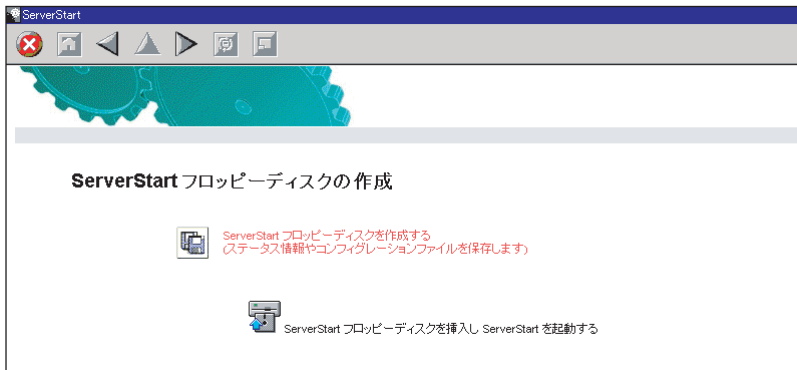 ServerStart
ServerStart フロッピーディスクの作成
ServerStart フロッピーディスクを作成する
(ステータス情報やコンフィグレーションファイルを保存します)
ServerStart フロッピーディスクを挿入し ServerStart を起動する